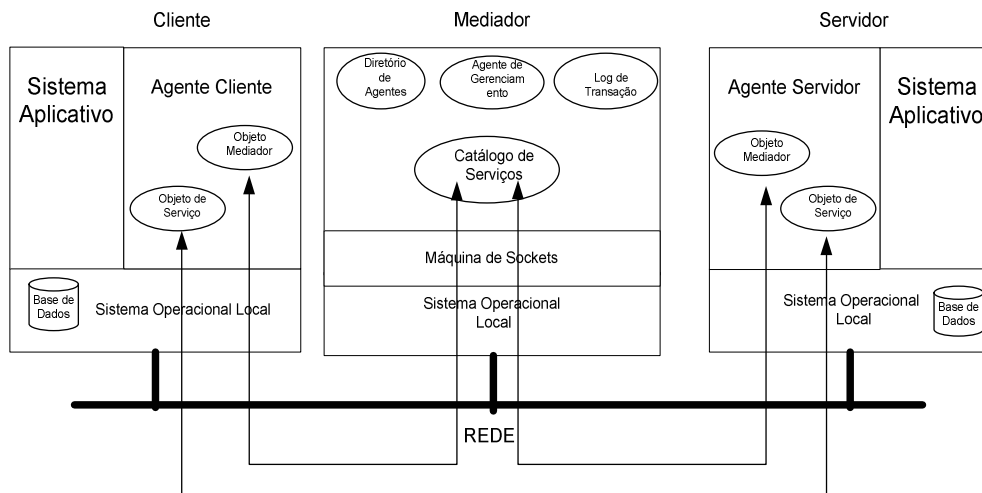 Cliente
Sistema
Aplicativo
Agente Cliente
Objeto
Mediador
Objeto de
Serviço
Base de
Dados
Sistema Operacional Local
Mediador
Diretório
de
Agentes
Agente de
Gerenciam
ento
Log de
Transação
Catálogo de
Serviços
Máquina de Sockets
Sistema Operacional
Local
Servidor
Agente Servidor
Sistema
Aplicativo
Objeto
Mediador
Objeto de
Serviço
Sistema Operacional
Local
Base de
Dados
REDE